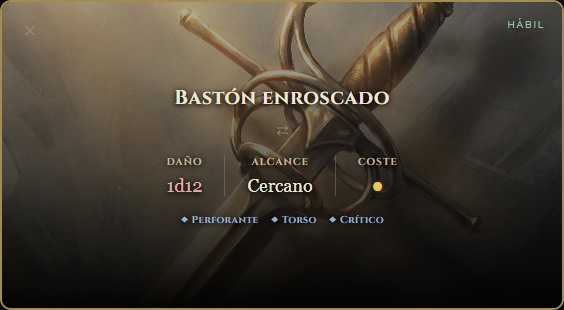 HÁBIL
Bastón enroscado
DAÑO ALCANCE COSTE
1d12 Cercano
Perforante Torso Crítico